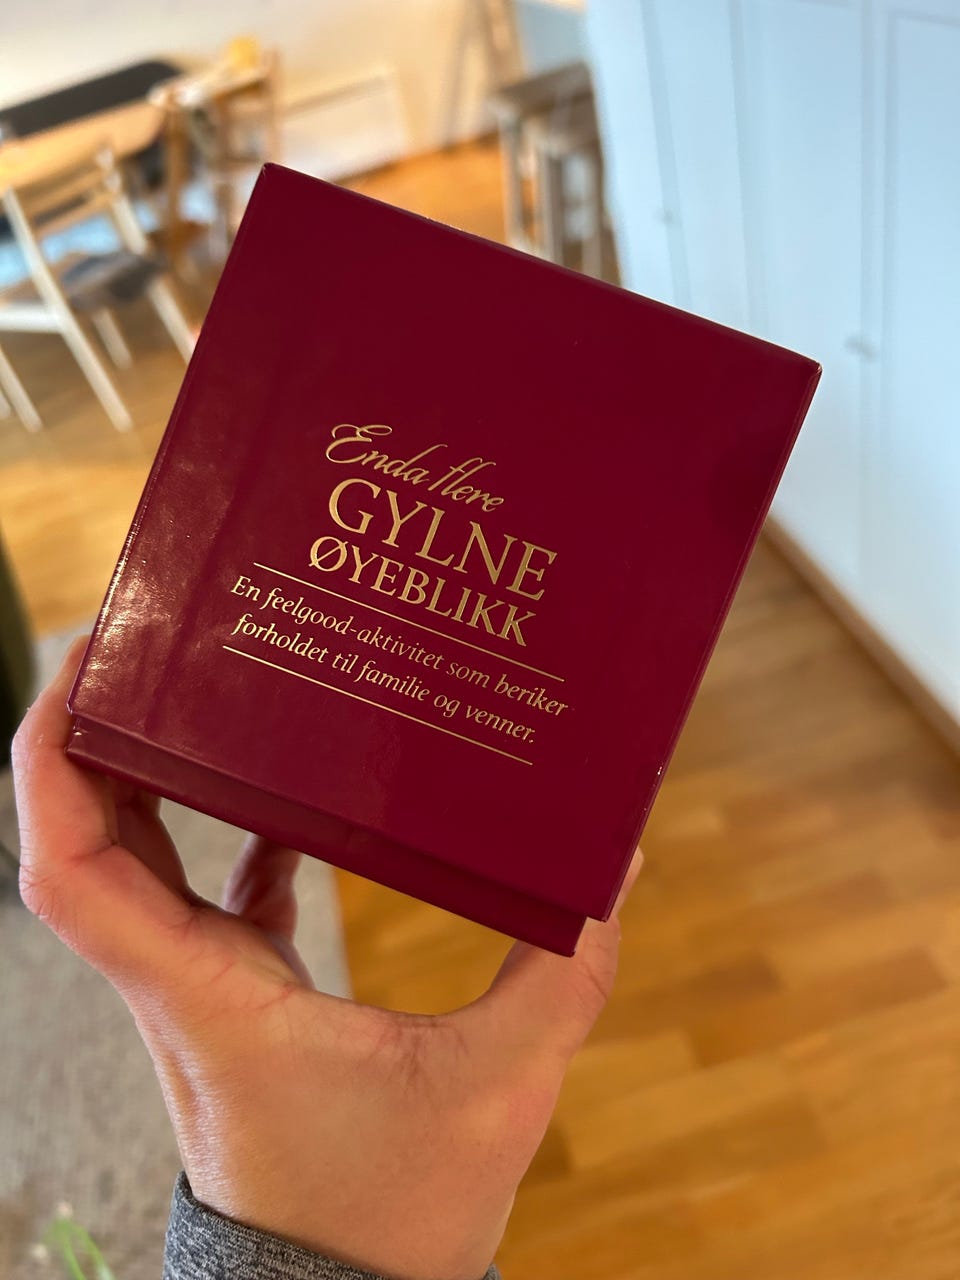 Enda flere
GYLNE
ØYEBLIKK
En feelgood-aktivitet som beriker
forholdet til familie og venner.